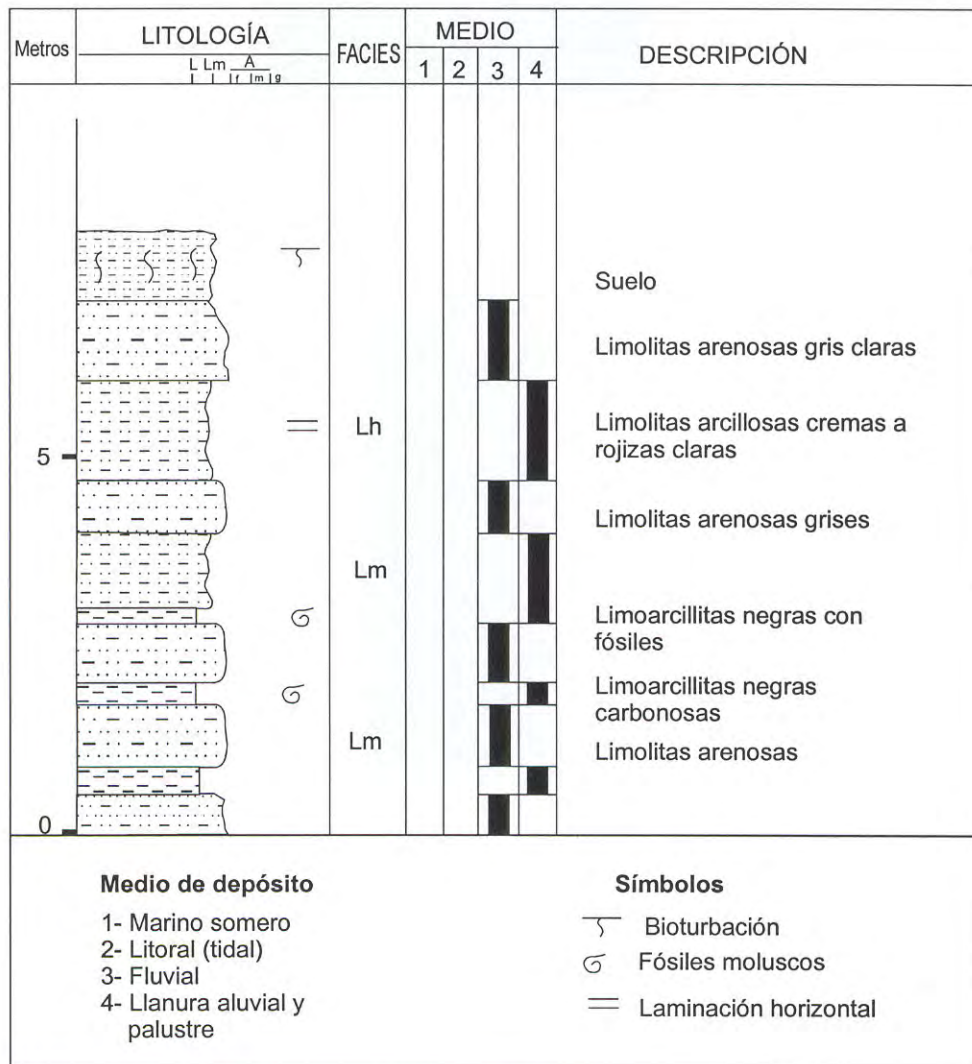 Metros
LITOLOGÍA
L Lm A
f m g
FACIES
MEDIO
1 2 3 4
DESCRIPCIÓN
Suelo
Limolitas arenosas gris claras
Lh
Limolitas arcillosas cremas a
rojizas claras
5
Limolitas arenosas grises
Lm
Limoarcillitas negras con
fósiles
Limoarcillitas negras
carbonosas
Lm
Limolitas arenosas
0
Medio de depósito
1- Marino somero
2- Litoral (tidal)
3- Fluvial
4- Llanura aluvial y
palustre
Símbolos
Bioturbación
Fósiles moluscos
Laminación horizontal